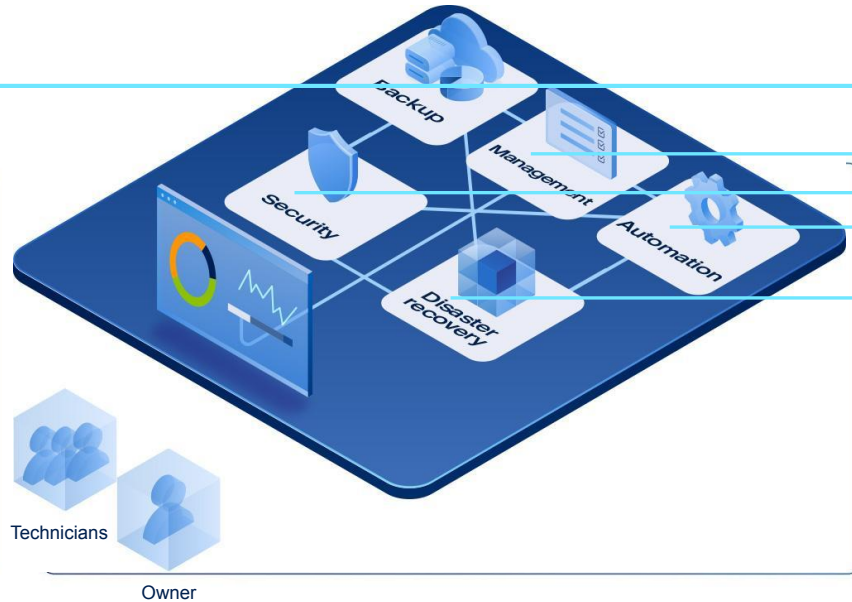 Backup
Management
Security
Automation
Disaster
recovery
Technicians
Owner